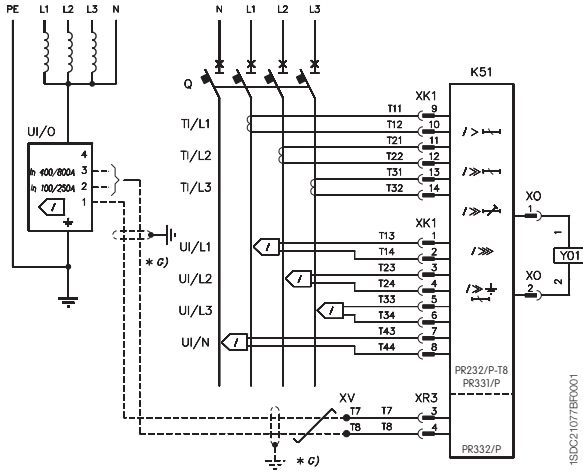 PE L1 L2 L3 N
N L1 L2 L3
Q
K51
XK1
T11 9
TI/L1
T12 10
T21 11
TI/L2
T22 12
T31 13
TI/L3
T32 14
UI/O
4
In 400/800A 3
In 100/250A 2
1
I
* G)
I >
I ≫
I ≫
I ⋙
I ≫
XK1
T13 1
UI/L1
T14 2
T23 3
UI/L2
T24 4
T33 5
UI/L3
T34 6
T43 7
UI/N
T44 8
I
I
I
I
XO
1
1
Y01
2
XO
2
PR232/P-T8
PR331/P
XV
XR3
T7 T7 3
T8 T8 4
PR332/P
* G)
1SDC21077BF0001